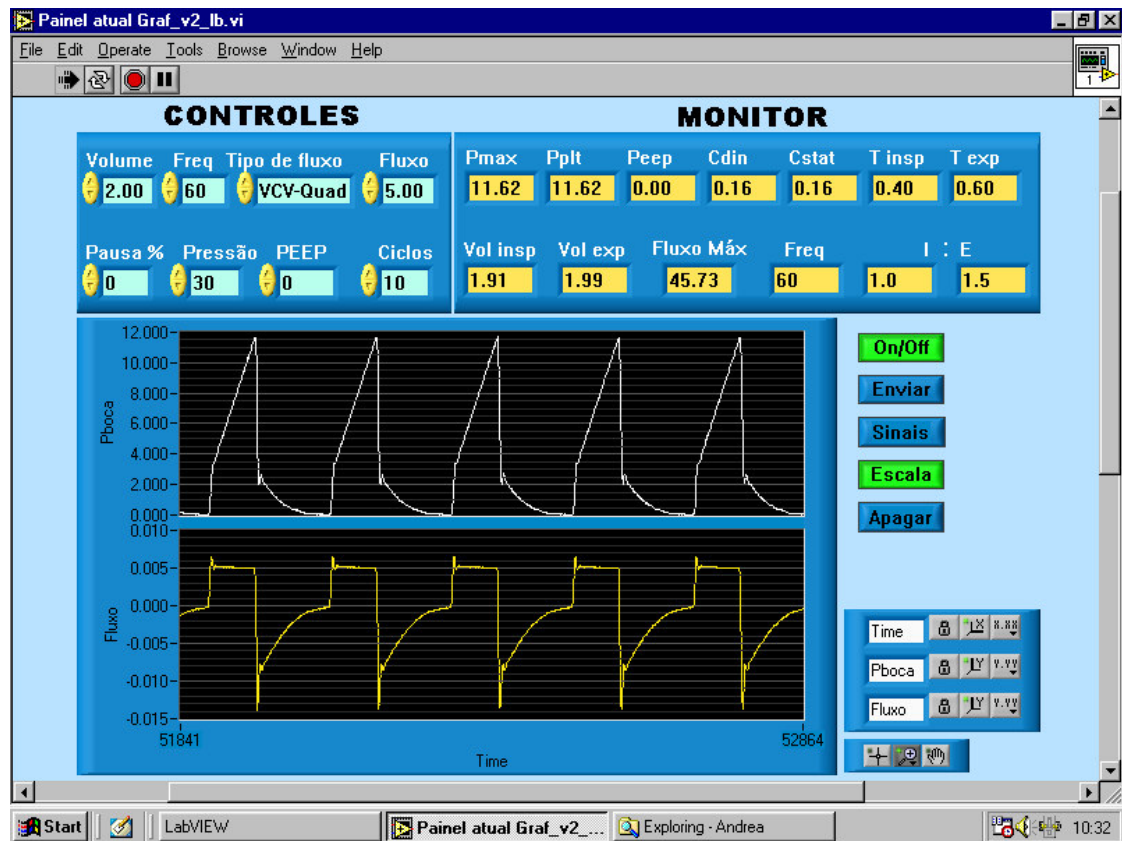 Painel atual Graf_v2_lb.vi
File Edit Operate Tools Browse Window Help
1
CONTROLES
MONITOR
Volume Freq Tipo de fluxo Fluxo
2.00 60 VCV-Quad 5.00
Pausa % Pressão PEEP Ciclos
0 30 0 10
Pmax Pplt Peep Cdin Cstat T insp T exp
11.62 11.62 0.00 0.16 0.16 0.40 0.60
Vol insp Vol exp Fluxo Máx Freq I : E
1.91 1.99 45.73 60 1.0 1.5
12.000
10.000
8.000
6.000
4.000
2.000
0.000
Pboca
0.010
0.005
0.000
-0.005
-0.010
-0.015
Fluxo
51841 52864
Time
On/Off
Enviar
Sinais
Escala
Apagar
Time X X.XX
Pboca Y Y.YY
Fluxo Y Y.YY
Start LabVIEW Painel atual Graf_v2_... Exploring - Andrea 10:32